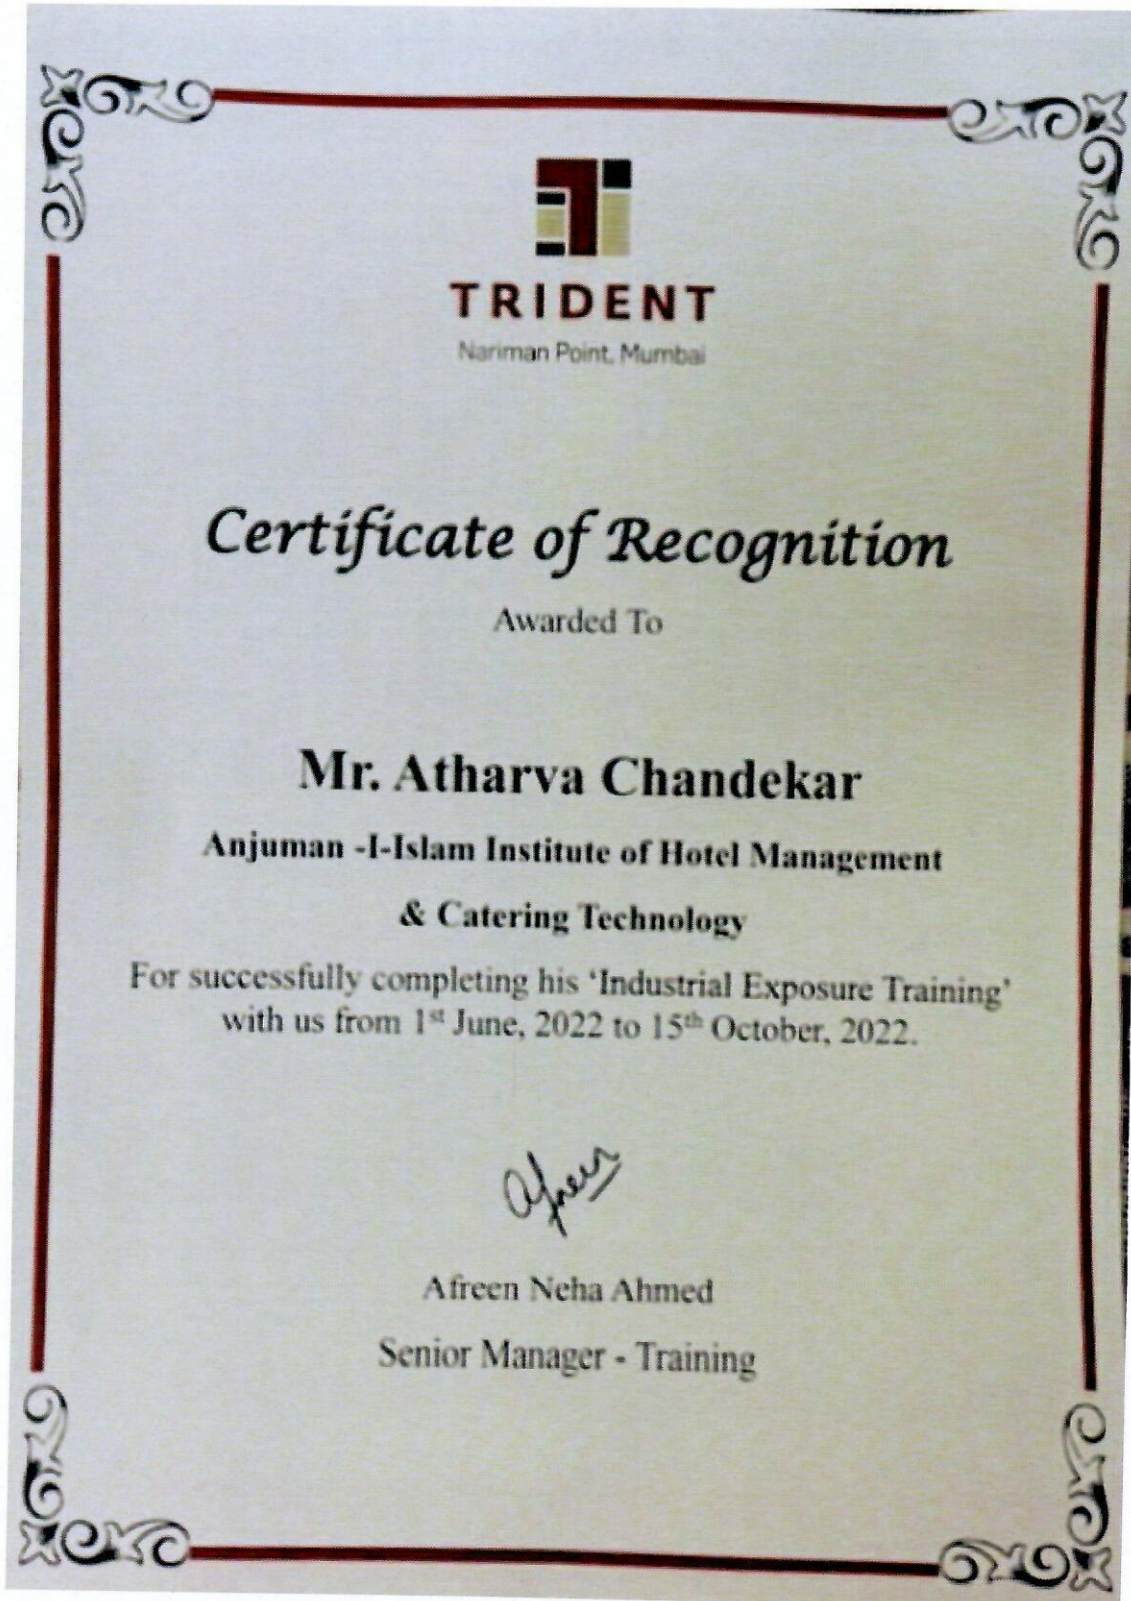 TRIDENT
Nariman Point, Mumbai
Certificate of Recognition
Awarded To
Mr. Atharva Chandekar
Anjuman -I-Islam Institute of Hotel Management
& Catering Technology
For successfully completing his ‘Industrial Exposure Training’
with us from 1st June, 2022 to 15th October, 2022.
Afreen
Afreen Neha Ahmed
Senior Manager - Training